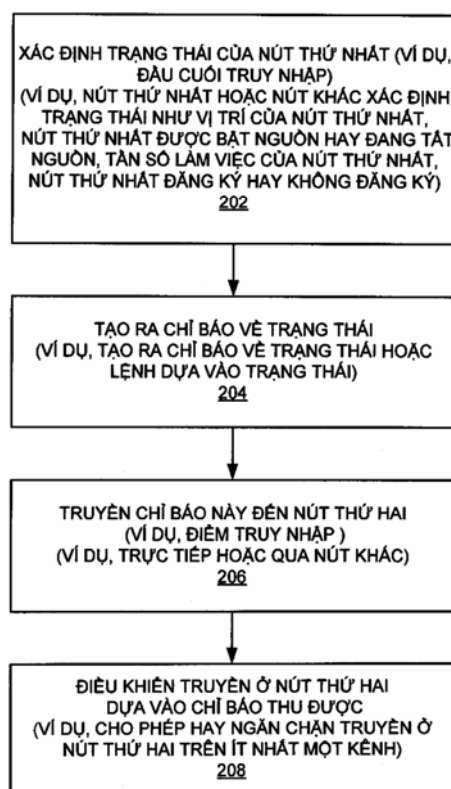 XÁC ĐỊNH TRẠNG THÁI CỦA NÚT THỨ NHẤT (VÍ DỤ,
ĐẦU CUỐI TRUY NHẬP)
(VÍ DỤ, NÚT THỨ NHẤT HOẶC NÚT KHÁC XÁC ĐỊNH
TRẠNG THÁI NHƯ VỊ TRÍ CỦA NÚT THỨ NHẤT,
NÚT THỨ NHẤT ĐƯỢC BẬT NGUỒN HAY ĐANG TẮT
NGUỒN, TẦN SỐ LÀM VIỆC CỦA NÚT THỨ NHẤT,
NÚT THỨ NHẤT ĐĂNG KÝ HAY KHÔNG ĐĂNG KÝ)
202
TẠO RA CHỈ BÁO VỀ TRẠNG THÁI
(VÍ DỤ, TẠO RA CHỈ BÁO VỀ TRẠNG THÁI HOẶC
LỆNH DỰA VÀO TRẠNG THÁI)
204
TRUYỀN CHỈ BÁO NÀY ĐẾN NÚT THỨ HAI
(VÍ DỤ, ĐIỂM TRUY NHẬP )
(VÍ DỤ, TRỰC TIẾP HOẶC QUA NÚT KHÁC)
206
ĐIỀU KHIỂN TRUYỀN Ở NÚT THỨ HAI
DỰA VÀO CHỈ BÁO THU ĐƯỢC
(VÍ DỤ, CHO PHÉP HAY NGĂN CHẶN TRUYỀN Ở
NÚT THỨ HAI TRÊN ÍT NHẤT MỘT KÊNH)
208